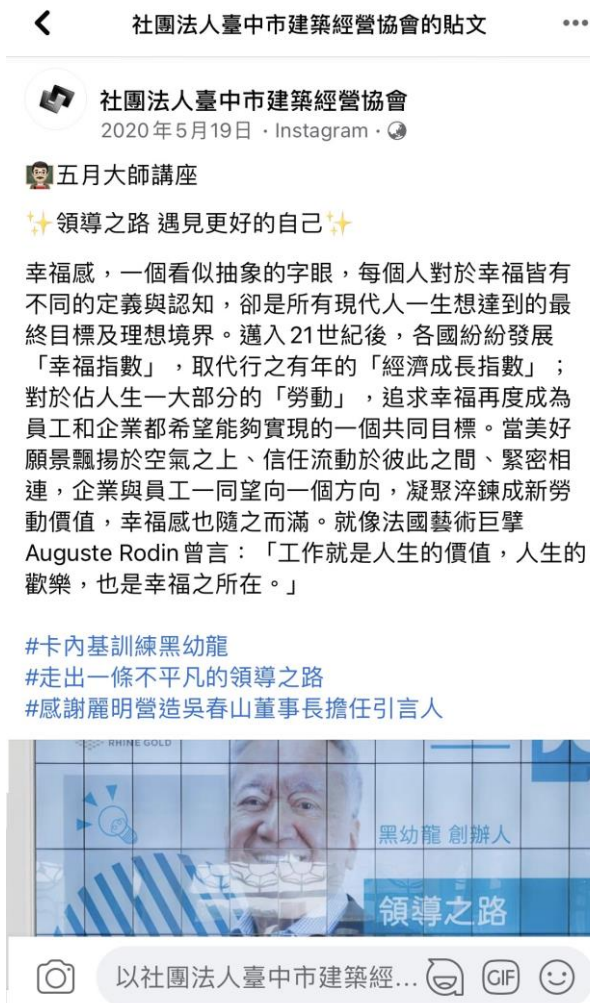 社團法人臺中市建築經營協會的貼文
社團法人臺中市建築經營協會
2020年5月19日 · Instagram ·
五月大師講座
✨領導之路 遇見更好的自己✨
幸福感，一個看似抽象的字眼，每個人對於幸福皆有
不同的定義與認知，卻是所有現代人一生想達到的最
終目標及理想境界。邁入21世紀後，各國紛紛發展
「幸福指數」，取代行之有年的「經濟成長指數」；
對於佔人生一大部分的「勞動」，追求幸福再度成為
員工和企業都希望能夠實現的一個共同目標。當美好
願景飄揚於空氣之上、信任流動於彼此之間、緊密相
連，企業與員工一同望向一個方向，凝聚淬鍊成新勞
動價值，幸福感也隨之而滿。就像法國藝術巨擘
Auguste Rodin曾言：「工作就是人生的價值，人生的
歡樂，也是幸福之所在。」
#卡內基訓練黑幼龍
#走出一條不平凡的領導之路
#感謝麗明營造吳春山董事長擔任引言人
RHINE GOLD
黑幼龍 創辦人
領導之路
以社團法人臺中市建築經...
GIF